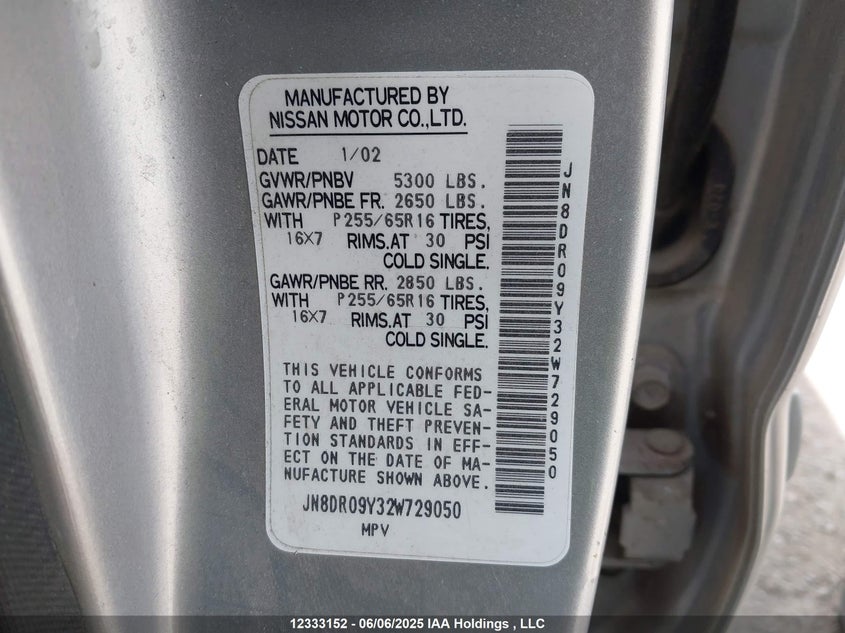 MANUFACTURED BY
NISSAN MOTOR CO.,LTD.
DATE 1/02
GVWR/PNBV 5300 LBS.
GAWR/PNBE FR. 2650 LBS.
WITH P255/65R16 TIRES,
16X7 RIMS.AT 30 PSI
COLD SINGLE.
GAWR/PNBE RR. 2850 LBS.
WITH P255/65R16 TIRES,
16X7 RIMS.AT 30 PSI
COLD SINGLE.
THIS VEHICLE CONFORMS
TO ALL APPLICABLE FED-
ERAL MOTOR VEHICLE SA-
FETY AND THEFT PREVEN-
TION STANDARDS IN EFF-
ECT ON THE DATE OF MA-
NUFACTURE SHOWN ABOVE.
JN8DR09Y32W729050
MPV
JN8DR09Y32W729050
12333152 - 06/06/2025 IAA Holdings , LLC